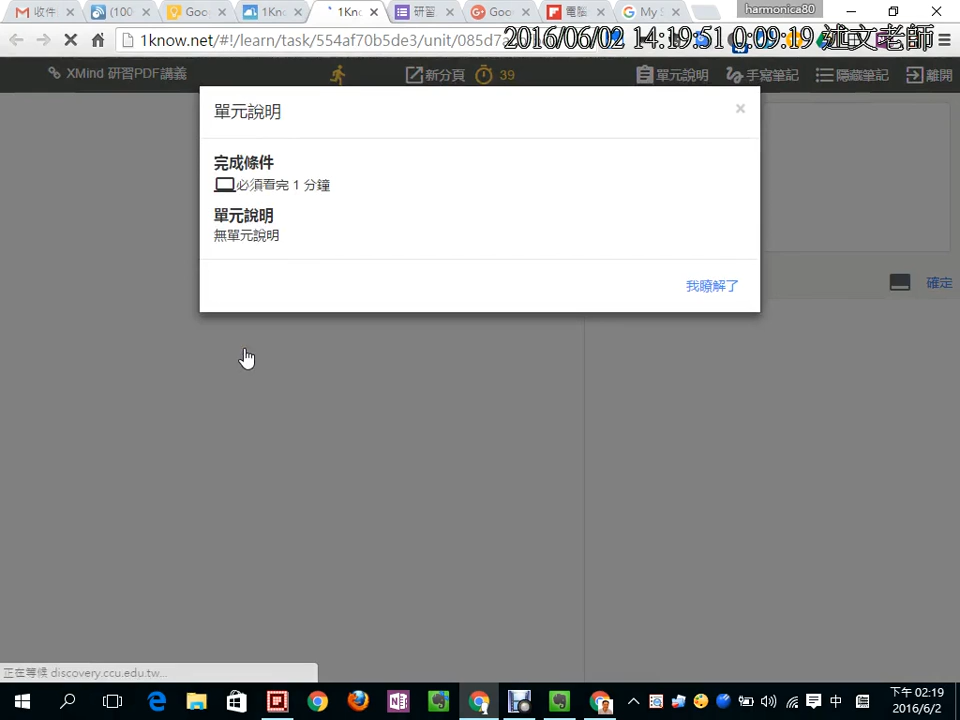 收件
(100
Goo
1Kno
1Kno
研習
Goo
電腦
My S
harmonica80
1know.net/#!/learn/task/554af70b5de3/unit/085d7
2016/06/02 14:19:51 0:09:19 述文老師
XMind 研習PDF講義
新分頁
39
單元說明
手寫筆記
隱藏筆記
離開
單元說明
×
完成條件
必須看完 1 分鐘
單元說明
無單元說明
我瞭解了
確定
正在等候 discovery.ccu.edu.tw...
中
下午 02:19
2016/6/2